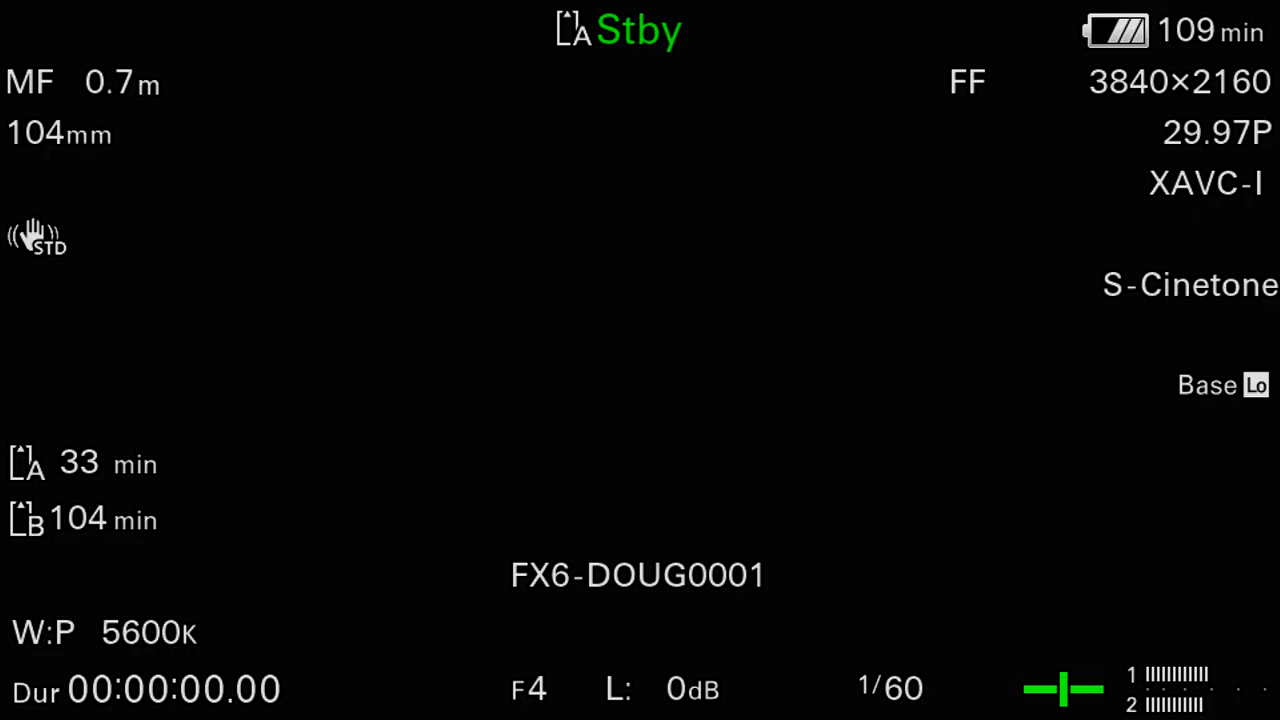 A Stby 109 min
MF 0.7m FF 3840×2160
104mm 29.97P
XAVC-I
STD
S-Cinetone
Base Lo
A 33 min
B 104 min
FX6-DOUG0001
W:P 5600K
Dur 00:00:00.00 F4 L: 0dB 1/60 1
2